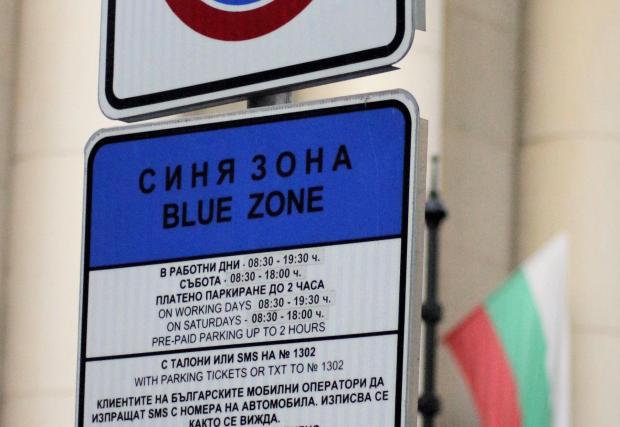 СИНЯ ЗОНА
BLUE ZONE
В РАБОТНИ ДНИ - 08:30 - 19:30 ч.
СЪБОТА - 08:30 - 18:00 ч.
ПЛАТЕНО ПАРКИРАНЕ ДО 2 ЧАСА
ON WORKING DAYS 08:30 - 19:30 ч.
ON SATURDAYS - 08:30 - 18:00 ч.
PRE-PAID PARKING UP TO 2 HOURS
С ТАЛОНИ ИЛИ SMS НА № 1302
WITH PARKING TICKETS OR TXT TO № 1302
КЛИЕНТИТЕ НА БЪЛГАРСКИТЕ МОБИЛНИ ОПЕРАТОРИ ДА
ИЗПРАЩАТ SMS С НОМЕРА НА АВТОМОБИЛА. ИЗПИСВА СЕ
КАКТО СЕ ВИЖДА.